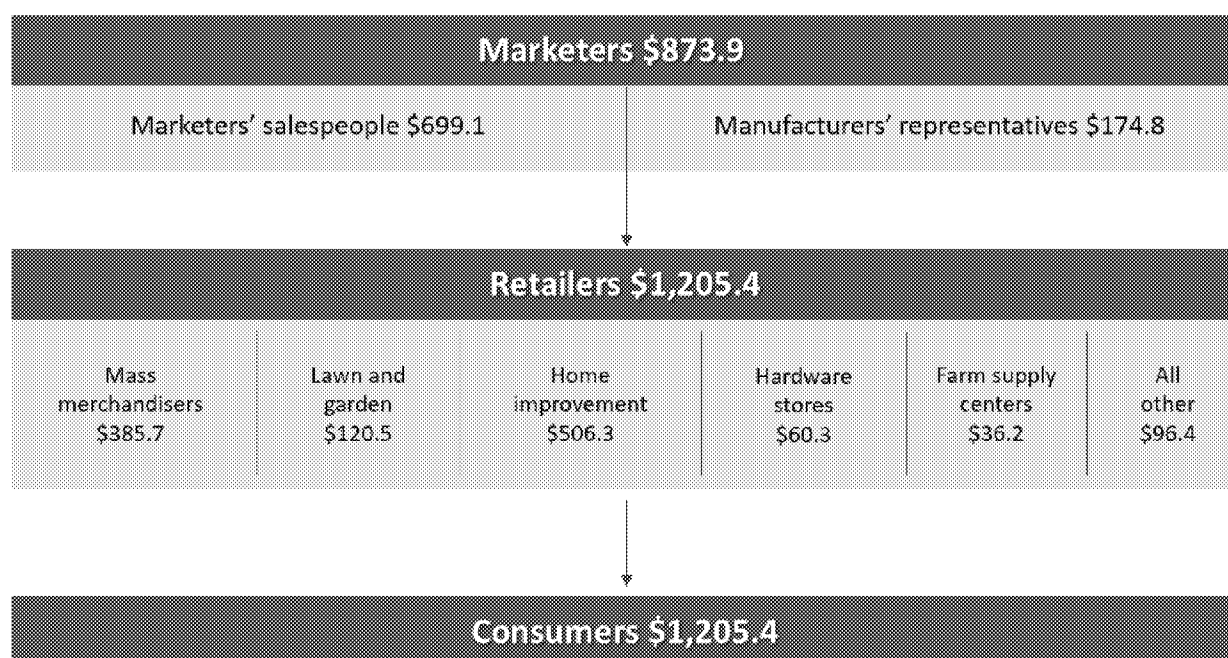 Marketers $873.9
Marketers’ salespeople $699.1
Manufacturers’ representatives $174.8
Retailers $1,205.4
Mass
merchandisers
$385.7
Lawn and
garden
$120.5
Home
improvement
$506.3
Hardware
stores
$60.3
Farm supply
centers
$36.2
All
other
$96.4
Consumers $1,205.4